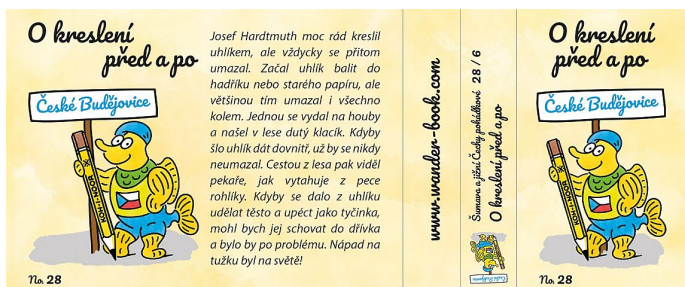 O kreslení
před a po
České Budějovice
KOH-I-NOOR
No. 28
Josef Hardtmuth moc rád kreslil
uhlíkem, ale vždycky se přitom
umazal. Začal uhlík balit do
hadříku nebo starého papíru, ale
většinou tím umazal i všechno
kolem. Jednou se vydal na houby
a našel v lese dutý klacík. Kdyby
šlo uhlík dát dovnitř, už by se nikdy
neumazal. Cestou z lesa pak viděl
pekaře, jak vytahuje z pece
rohlíky. Kdyby se dalo z uhlíku
udělat těsto a upéct jako tyčinka,
mohl bych jej schovat do dřívka
a bylo by po problému. Nápad na
tužku byl na světě!
www.wander-book.com
Šumava a jižní Čechy pohádkové 28 / 6
O kreslení před a po
O kreslení
před a po
České Budějovice
KOH-I-NOOR
No. 28